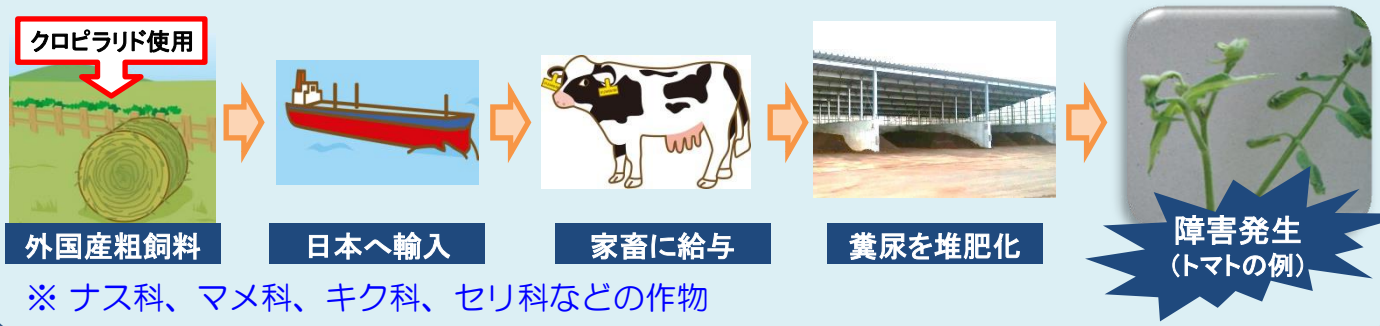 クロピラリド使用
外国産粗飼料
日本へ輸入
家畜に給与
糞尿を堆肥化
障害発生
(トマトの例)
※ ナス科、マメ科、キク科、セリ科などの作物